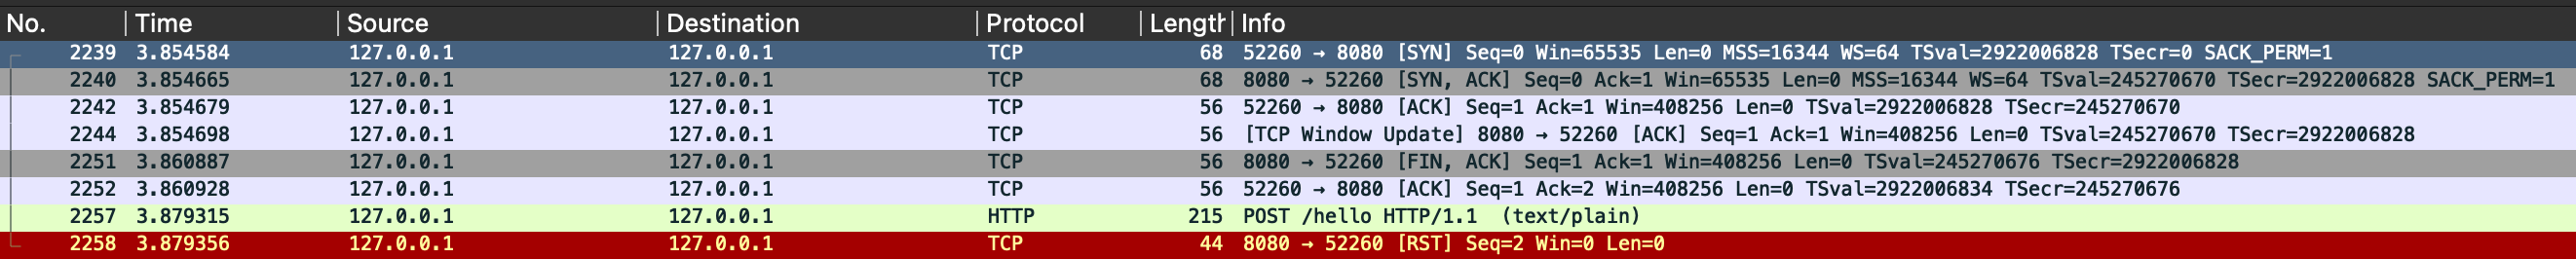 No. Time Source Destination Protocol Length Info
2239 3.854584 127.0.0.1 127.0.0.1 TCP 68 52260 → 8080 [SYN] Seq=0 Win=65535 Len=0 MSS=16344 WS=64 TSval=2922006828 TSecr=0 SACK_PERM=1
2240 3.854665 127.0.0.1 127.0.0.1 TCP 68 8080 → 52260 [SYN, ACK] Seq=0 Ack=1 Win=65535 Len=0 MSS=16344 WS=64 TSval=245270670 TSecr=2922006828 SACK_PERM=1
2242 3.854679 127.0.0.1 127.0.0.1 TCP 56 52260 → 8080 [ACK] Seq=1 Ack=1 Win=408256 Len=0 TSval=2922006828 TSecr=245270670
2244 3.854698 127.0.0.1 127.0.0.1 TCP 56 [TCP Window Update] 8080 → 52260 [ACK] Seq=1 Ack=1 Win=408256 Len=0 TSval=245270670 TSecr=2922006828
2251 3.860887 127.0.0.1 127.0.0.1 TCP 56 8080 → 52260 [FIN, ACK] Seq=1 Ack=1 Win=408256 Len=0 TSval=245270676 TSecr=2922006828
2252 3.860928 127.0.0.1 127.0.0.1 TCP 56 52260 → 8080 [ACK] Seq=1 Ack=2 Win=408256 Len=0 TSval=2922006834 TSecr=245270676
2257 3.879315 127.0.0.1 127.0.0.1 HTTP 215 POST /hello HTTP/1.1 (text/plain)
2258 3.879356 127.0.0.1 127.0.0.1 TCP 44 8080 → 52260 [RST] Seq=2 Win=0 Len=0